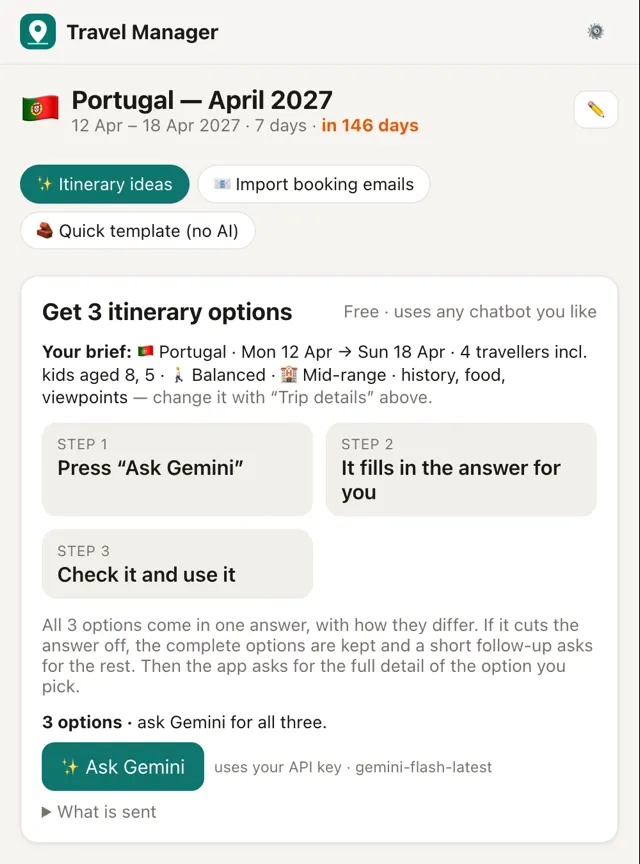 Travel Manager
Portugal — April 2027
12 Apr – 18 Apr 2027 · 7 days · in 146 days
✨ Itinerary ideas
📧 Import booking emails
🧱 Quick template (no AI)
Get 3 itinerary options
Free · uses any chatbot you like
Your brief: 🇵🇹 Portugal · Mon 12 Apr → Sun 18 Apr · 4 travellers incl.
kids aged 8, 5 · 🚶 Balanced · 🏨 Mid-range · history, food,
viewpoints — change it with “Trip details” above.
STEP 1
Press “Ask Gemini”
STEP 2
It fills in the answer for
you
STEP 3
Check it and use it
All 3 options come in one answer, with how they differ. If it cuts the
answer off, the complete options are kept and a short follow-up asks
for the rest. Then the app asks for the full detail of the option you
pick.
3 options · ask Gemini for all three.
✨ Ask Gemini
uses your API key · gemini-flash-latest
▶ What is sent